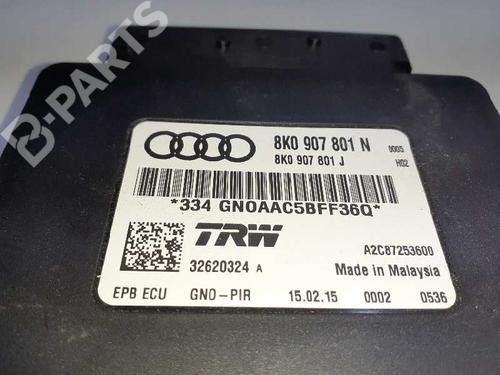 B-PARTS
8K0 907 801 N 0005
8K0 907 801 J H02
*334 GN0AAC5BFF36Q*
TRW
32620324 A
A2C87253600
Made in Malaysia
EPB ECU GN0-PIR 15.02.15 0002 0536